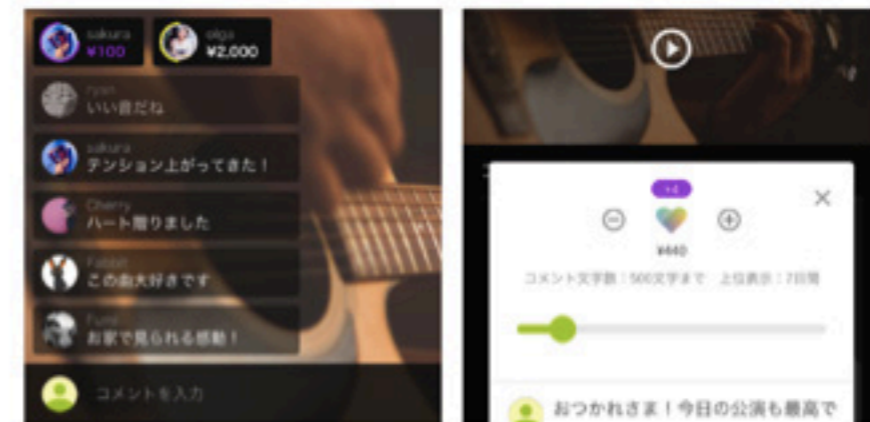 sakura
¥100
olga
¥2,000
ryan
いい音だね
sakura
テンション上がってきた!
Cherry
ハート贈りました
Rabbit
この曲大好きです
Fumi
お家で見られる感動!
コメントを入力
×4
¥440
コメント文字数:500文字まで 上位表示:7日間
おつかれさま!今日の公演も最高で